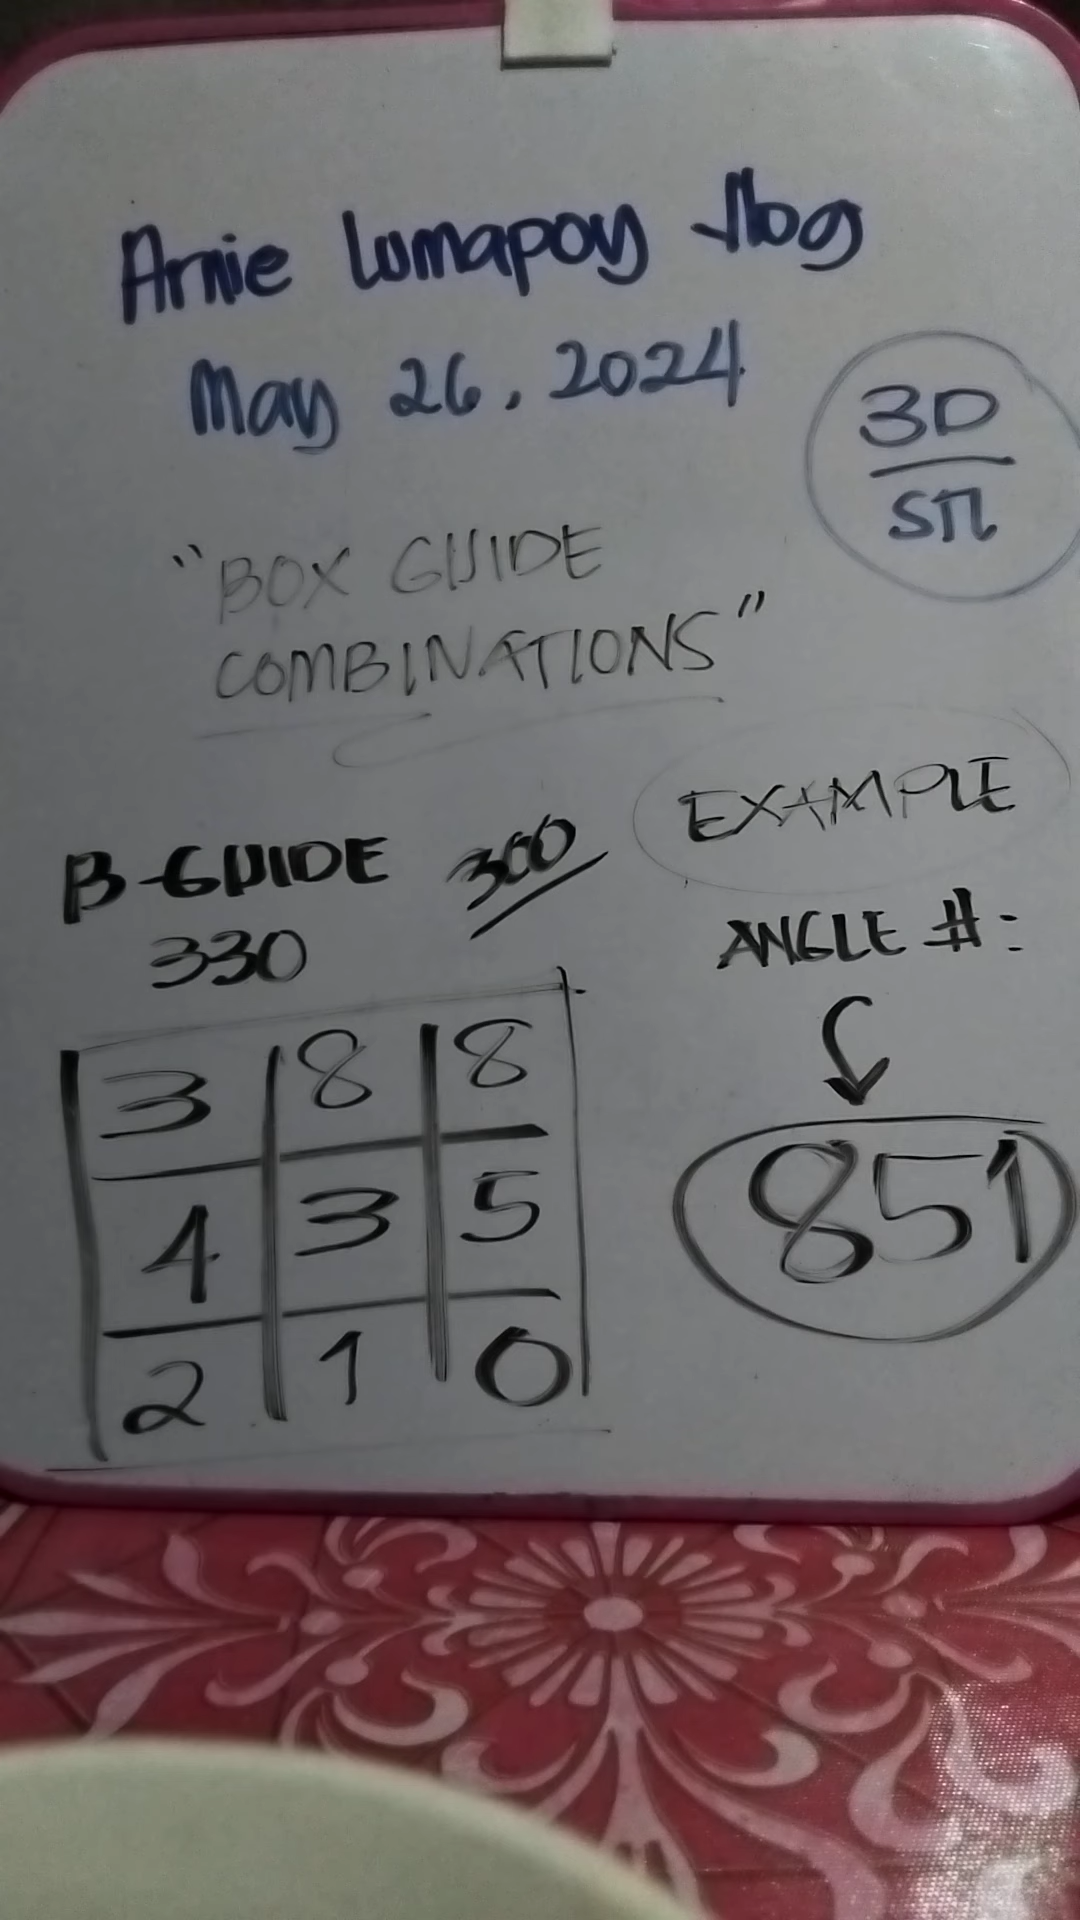 Arnie lumapoy vlog
May 26, 2024
3D
STL
"BOX GUIDE
COMBINATIONS"
EXAMPLE
B-GUIDE 300
330
ANGLE #:
3 8 8
4 3 5
2 1 0
851